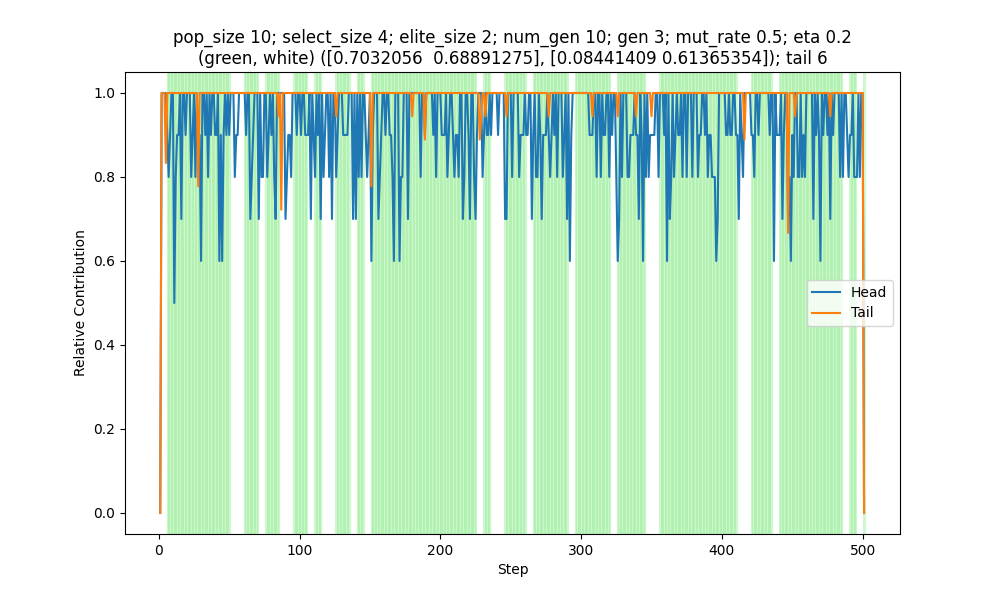 pop_size 10; select_size 4; elite_size 2; num_gen 10; gen 3; mut_rate 0.5; eta 0.2
(green, white) ([0.7032056  0.68891275], [0.08441409 0.61365354]); tail 6
1.0
0.8
0.6
0.4
0.2
0.0
Relative Contribution
Head
Tail
0
100
200
300
400
500
Step